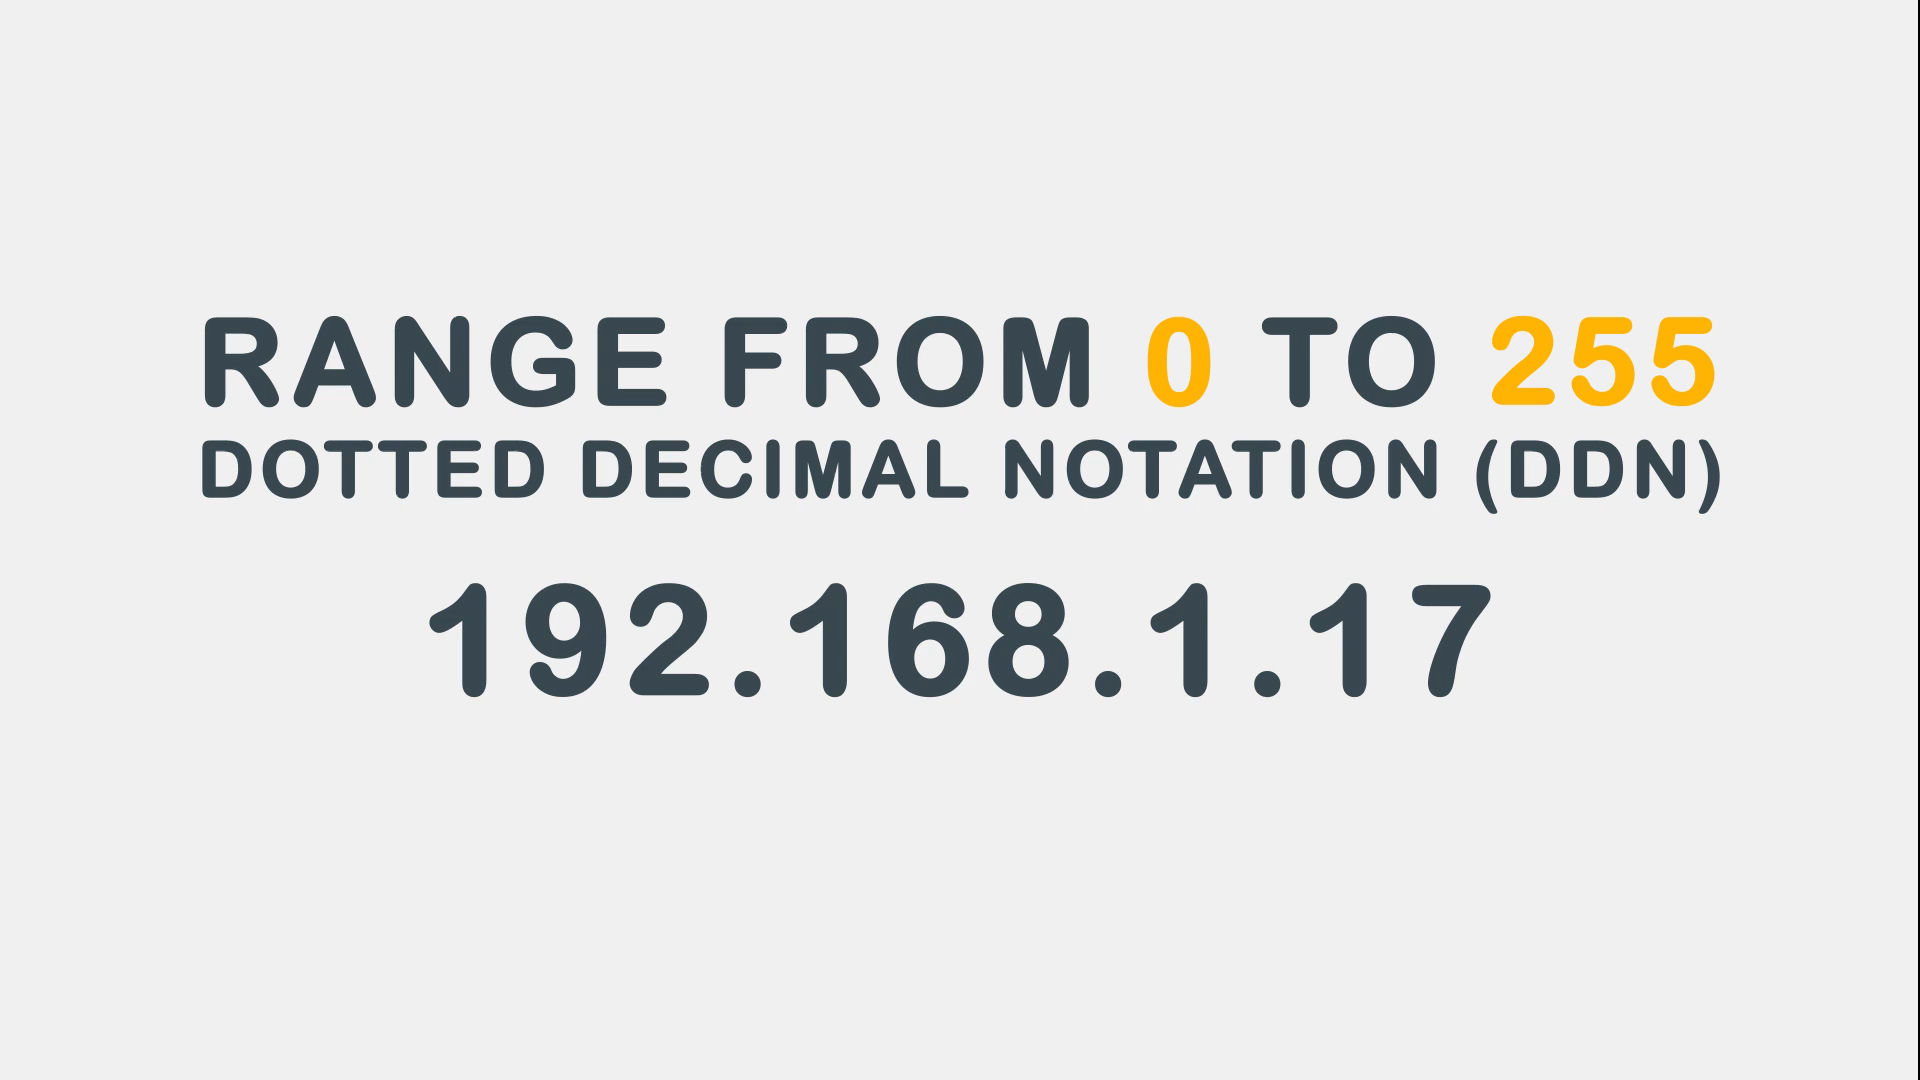 RANGE FROM 0 TO 255
DOTTED DECIMAL NOTATION (DDN)
192.168.1.17